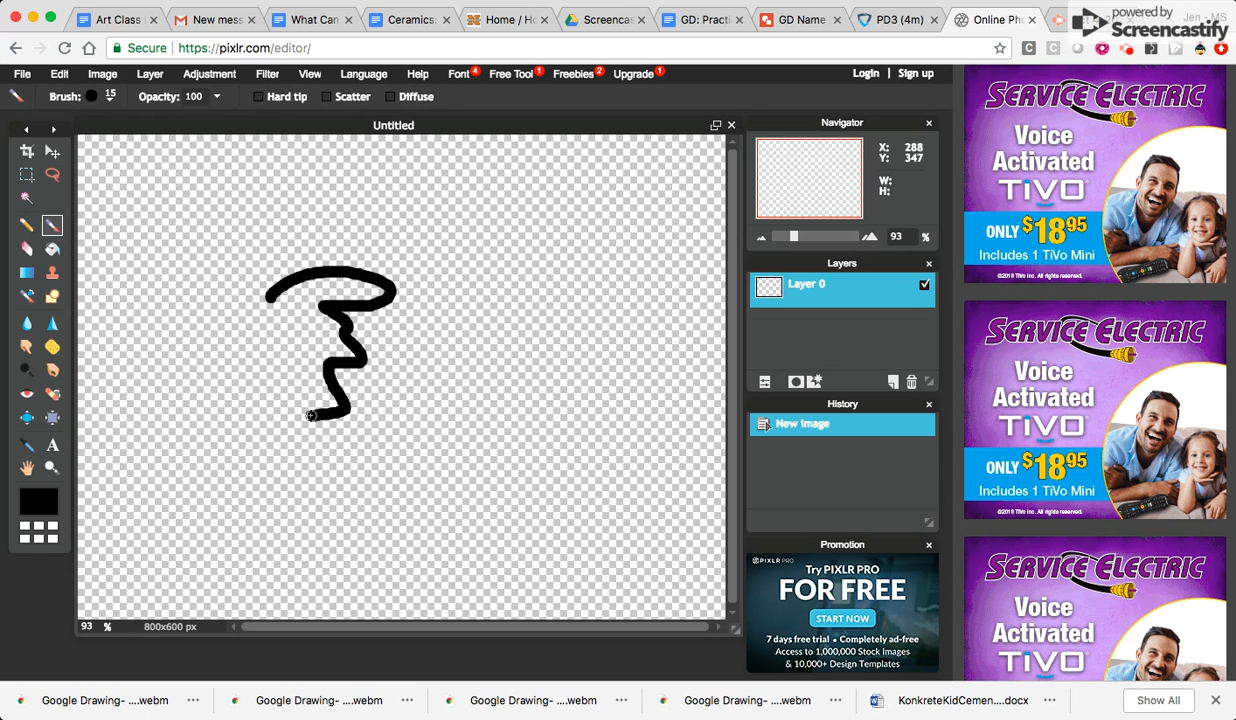 Art Class
New mess
What Can
Ceramics:
Home / Ho
Screencas
GD: Practi
GD Name
PD3 (4m)
Online Pho
Jen - MS
powered by
Screencastify
Secure https://pixlr.com/editor/
File Edit Image Layer Adjustment Filter View Language Help Font 4 Free Tool 1 Freebies 2 Upgrade 1 Login | Sign up
Brush: 15 Opacity: 100 Hard tip Scatter Diffuse
Untitled
A
93 % 800x600 px
Navigator
X: 288
Y: 347
W:
H:
93 %
Layers
Layer 0
History
New image
Promotion
PIXLR PRO
Try PIXLR PRO
FOR FREE
START NOW
7 days free trial • Completely ad-free
Access to 1,000,000 Stock Images
& 10,000+ Design Templates
SERVICE ELECTRIC
Voice
Activated
TiVo
ONLY $18.95
Includes 1 TiVo Mini
©2018 TiVo Inc. All rights reserved.
SERVICE ELECTRIC
Voice
Activated
TiVo
ONLY $18.95
Includes 1 TiVo Mini
©2018 TiVo Inc. All rights reserved.
SERVICE ELECTRIC
Voice
Activated
TiVo
Google Drawing- ....webm
Google Drawing- ....webm
Google Drawing- ....webm
Google Drawing- ....webm
KonkreteKidCemen....docx
Show All